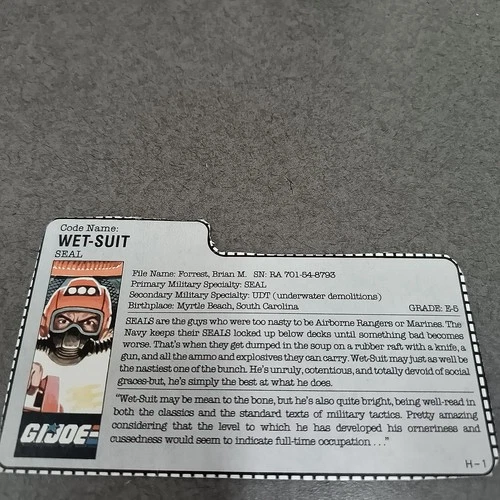 Code Name:
WET-SUIT
SEAL
File Name: Forrest, Brian M. SN: RA 701-54-8793
Primary Military Specialty: SEAL
Secondary Military Specialty: UDT (underwater demolitions)
Birthplace: Myrtle Beach, South Carolina GRADE: E-5
SEALS are the guys who were too nasty to be Airborne Rangers or Marines. The
Navy keeps their SEALS locked up below decks until something bad becomes
worse. That's when they get dumped in the soup on a rubber raft with a knife, a
gun, and all the ammo and explosives they can carry. Wet-Suit may just as well be
the nastiest one of the bunch. He's unruly, cotentious, and totally devoid of social
graces-but, he's simply the best at what he does.
"Wet-Suit may be mean to the bone, but he's also quite bright, being well-read in
both the classics and the standard texts of military tactics. Pretty amazing
considering that the level to which he has developed his orneriness and
cussedness would seem to indicate full-time occupation . . ."
GI JOE
H-1